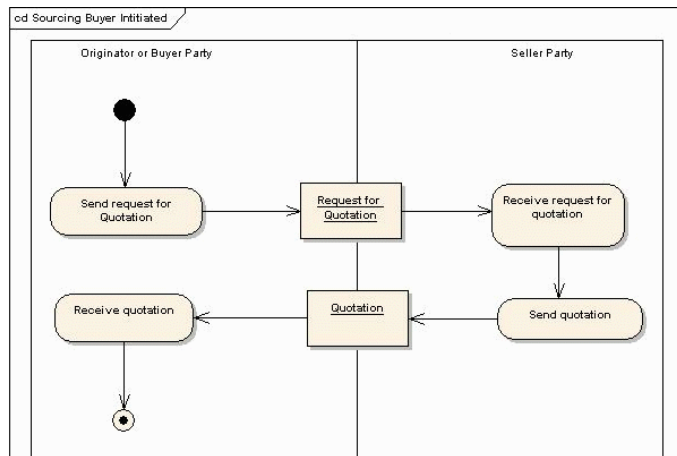 cd Sourcing Buyer Intitiated
Originator or Buyer Party
Seller Party
Send request for
Quotation
Request for
Quotation
Receive request for
quotation
Receive quotation
Quotation
Send quotation